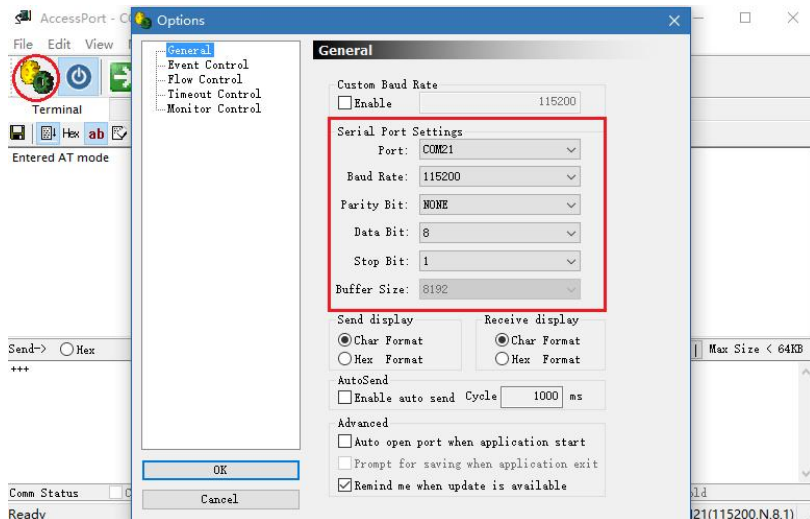 AccessPort - C
Options
File Edit View
General
Event Control
Flow Control
Timeout Control
Monitor Control
General
Terminal
Hex ab
Entered AT mode
Custom Baud Rate
Enable 115200
Serial Port Settings
Port: COM21
Baud Rate: 115200
Parity Bit: NONE
Data Bit: 8
Stop Bit: 1
Buffer Size: 8192
Send display
Char Format
Hex Format
Receive display
Char Format
Hex Format
Send-> Hex
Max Size < 64KB
+++
AutoSend
Enable auto send Cycle 1000 ms
Advanced
Auto open port when application start
Prompt for saving when application exit
Remind me when update is available
OK
Cancel
Comm Status
Ready
21(115200,N,8,1)